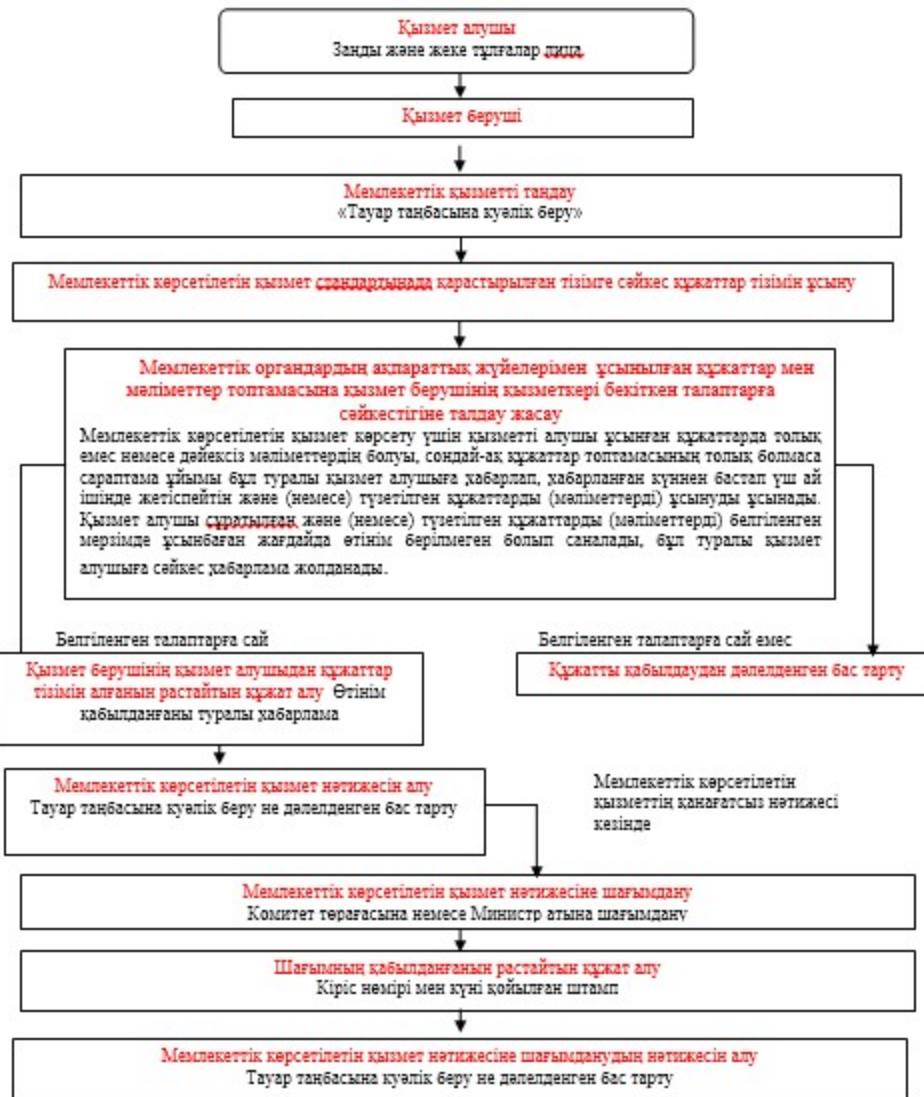 Қызмет алушы
Заңды және жеке тұлғалар лица
Қызмет беруші
Мемлекеттік қызметті таңдау
«Тауар таңбасына куәлік беру»
Мемлекеттік көрсетілетін қызмет стандартынада қарастырылған тізімге сәйкес құжаттар тізімін ұсыну
Мемлекеттік органдардың ақпараттық жүйелерімен ұсынылған құжаттар мен
мәліметтер топтамасына қызмет берушінің қызметкері бекіткен талаптарға
сәйкестігіне талдау жасау
Мемлекеттік көрсетілетін қызмет көрсету үшін қызметті алушы ұсынған құжаттарда толық
емес немесе дәйексіз мәліметтердің болуы, сондай-ақ құжаттар топтамасының толық болмаса
сараптама ұйымы бұл туралы қызмет алушыға хабарлап, хабарланған күннен бастап үш ай
ішінде жетіспейтін және (немесе) түзетілген құжаттарды (мәліметтерді) ұсынуды ұсынады.
Қызмет алушы сұратылған және (немесе) түзетілген құжаттарды (мәліметтерді) белгіленген
мерзімде ұсынбаған жағдайда өтінім берілмеген болып саналады, бұл туралы қызмет
алушыға сәйкес хабарлама жолданады.
Белгіленген талаптарға сай
Белгіленген талаптарға сай емес
Қызмет берушінің қызмет алушыдан құжаттар
тізімін алғанын растайтын құжат алу Өтінім
қабылданғаны туралы хабарлама
Құжатты қабылдаудан дәлелденген бас тарту
Мемлекеттік көрсетілетін қызмет нәтижесін алу
Тауар таңбасына куәлік беру не дәлелденген бас тарту
Мемлекеттік көрсетілетін
қызметтің қанағатсыз нәтижесі
кезінде
Мемлекеттік көрсетілетін қызмет нәтижесіне шағымдану
Комитет төрағасына немесе Министр атына шағымдану
Шағымның қабылданғанын растайтын құжат алу
Кіріс нөмірі мен күні қойылған штамп
Мемлекеттік көрсетілетін қызмет нәтижесіне шағымданудың нәтижесін алу
Тауар таңбасына куәлік беру не дәлелденген бас тарту